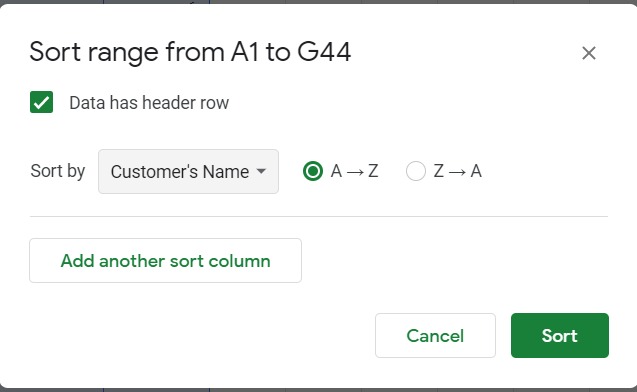 Sort range from A1 to G44
Data has header row
Sort by Customer's Name A → Z Z → A
Add another sort column
Cancel Sort